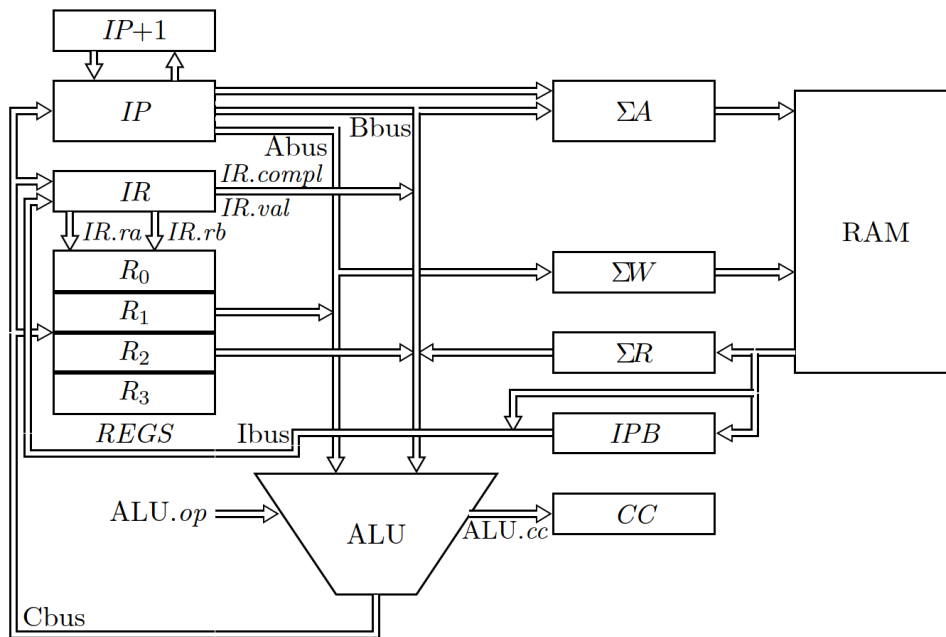 IP+1
IP
ΣA
Bbus
Abus
IR.compl
IR
IR.val
IR.ra
IR.rb
RAM
R0
ΣW
R1
R2
ΣR
R3
REGS
Ibus
IPB
ALU.op
ALU
ALU.cc
CC
Cbus